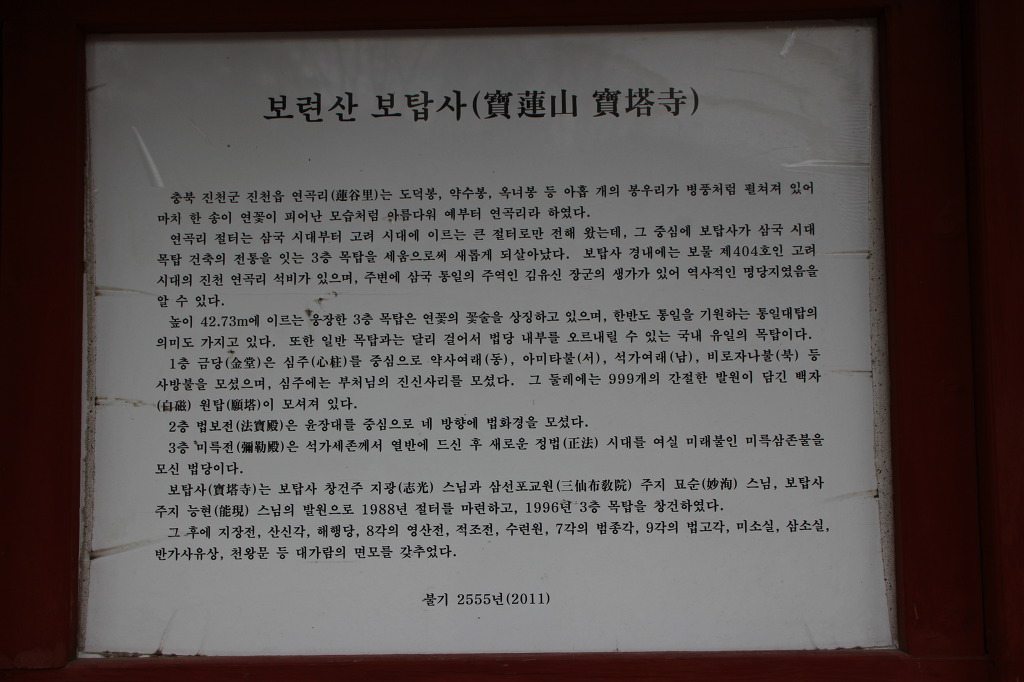 보련산 보탑사(寶蓮山 寶塔寺)
충북 진천군 진천읍 연곡리(蓮谷里)는 도덕봉, 약수봉, 옥녀봉 등 아홉 개의 봉우리가 병풍처럼 펼쳐져 있어
마치 한 송이 연꽃이 피어난 모습처럼 아름다워 예부터 연곡리라 하였다.
연곡리 절터는 삼국 시대부터 고려 시대에 이르는 큰 절터로만 전해 왔는데, 그 중심에 보탑사가 삼국 시대
목탑 건축의 전통을 잇는 3층 목탑을 세움으로써 새롭게 되살아났다. 보탑사 경내에는 보물 제404호인 고려
시대의 진천 연곡리 석비가 있으며, 주변에 삼국 통일의 주역인 김유신 장군의 생가가 있어 역사적인 명당지였음을
알 수 있다.
높이 42.73m에 이르는 웅장한 3층 목탑은 연꽃의 꽃술을 상징하고 있으며, 한반도 통일을 기원하는 통일대탑의
의미도 가지고 있다. 또한 일반 목탑과는 달리 걸어서 법당 내부를 오르내릴 수 있는 국내 유일의 목탑이다.
1층 금당(金堂)은 심주(心柱)를 중심으로 약사여래(동), 아미타불(서), 석가여래(남), 비로자나불(북) 등
사방불을 모셨으며, 심주에는 부처님의 진신사리를 모셨다. 그 둘레에는 999개의 간절한 발원이 담긴 백자
(白磁) 원탑(願塔)이 모셔져 있다.
2층 법보전(法寶殿)은 윤장대를 중심으로 네 방향에 법화경을 모셨다.
3층 미륵전(彌勒殿)은 석가세존께서 열반에 드신 후 새로운 정법(正法) 시대를 여실 미래불인 미륵삼존불을
모신 법당이다.
보탑사(寶塔寺)는 보탑사 창건주 지광(志光) 스님과 삼선포교원(三仙布敎院) 주지 묘순(妙洵) 스님, 보탑사
주지 능현(能現) 스님의 발원으로 1988년 절터를 마련하고, 1996년 3층 목탑을 창건하였다.
그 후에 지장전, 산신각, 해행당, 8각의 영산전, 적조전, 수련원, 7각의 범종각, 9각의 법고각, 미소실, 삼소실,
반가사유상, 천왕문 등 대가람의 면모를 갖추었다.
불기 2555년(2011)